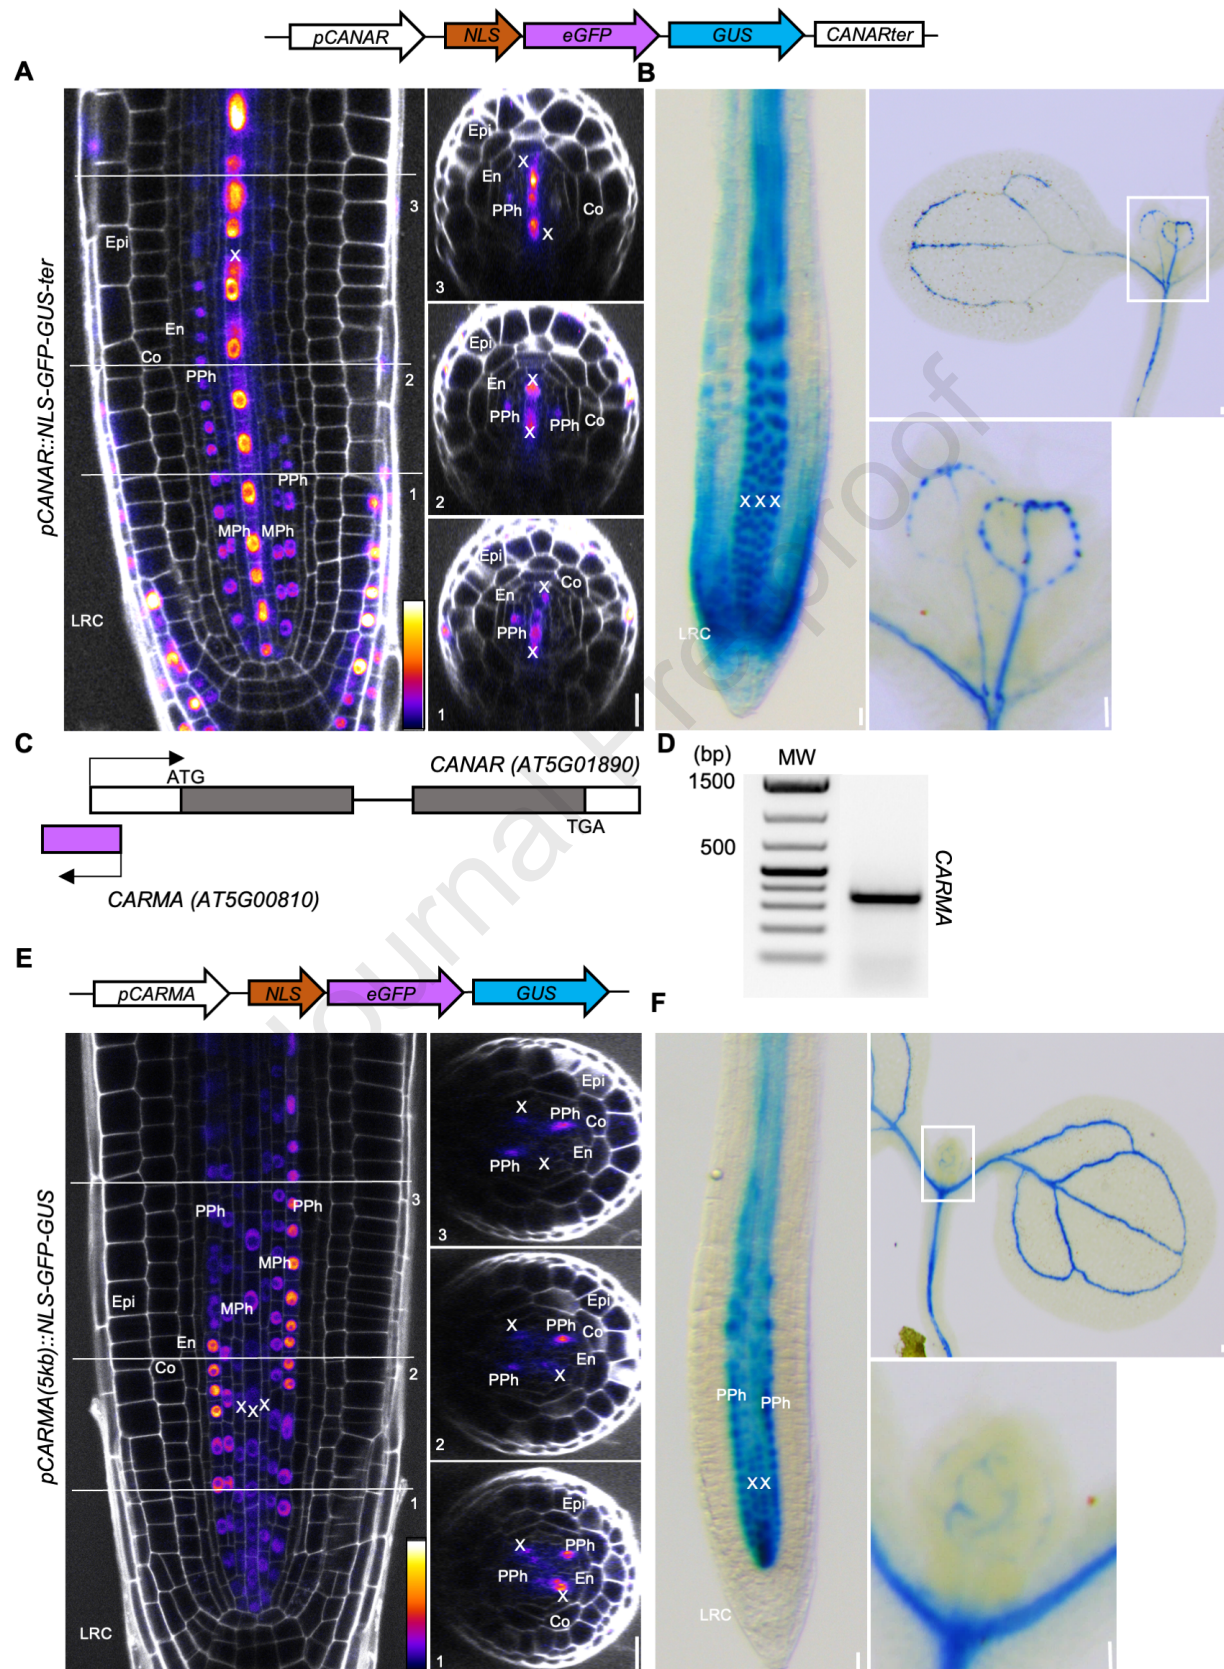 pCANAR NLS eGFP GUS CANARter
A
B
pCANAR::NLS-GFP-GUS-ter
Epi
En
Co
PPh
PPh
MPh MPh
LRC
X
3
2
1
Epi
X
En
PPh
Co
X
3
Epi
En
X
PPh
PPh
Co
X
2
Epi
X
Co
En
PPh
X
1
X X X
LRC
C
ATG
CANAR (AT5G01890)
TGA
CARMA (AT5G00810)
D
(bp)
MW
1500
500
CARMA
E
pCARMA NLS eGFP GUS
F
pCARMA(5kb)::NLS-GFP-GUS
PPh
PPh
MPh
MPh
Epi
En
Co
X X X
LRC
3
2
1
Epi
X
PPh
Co
PPh
En
X
3
Epi
X
PPh
Co
En
PPh
X
2
Epi
X
PPh
PPh
En
X
Co
1
PPh
PPh
XX
LRC
Journal Pre-proof